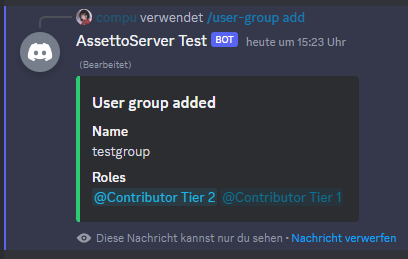 compu verwendet /user-group add
AssettoServer Test BOT heute um 15:23 Uhr
(Bearbeitet)
User group added
Name
testgroup
Roles
@Contributor Tier 2 @Contributor Tier 1
Diese Nachricht kannst nur du sehen • Nachricht verwerfen